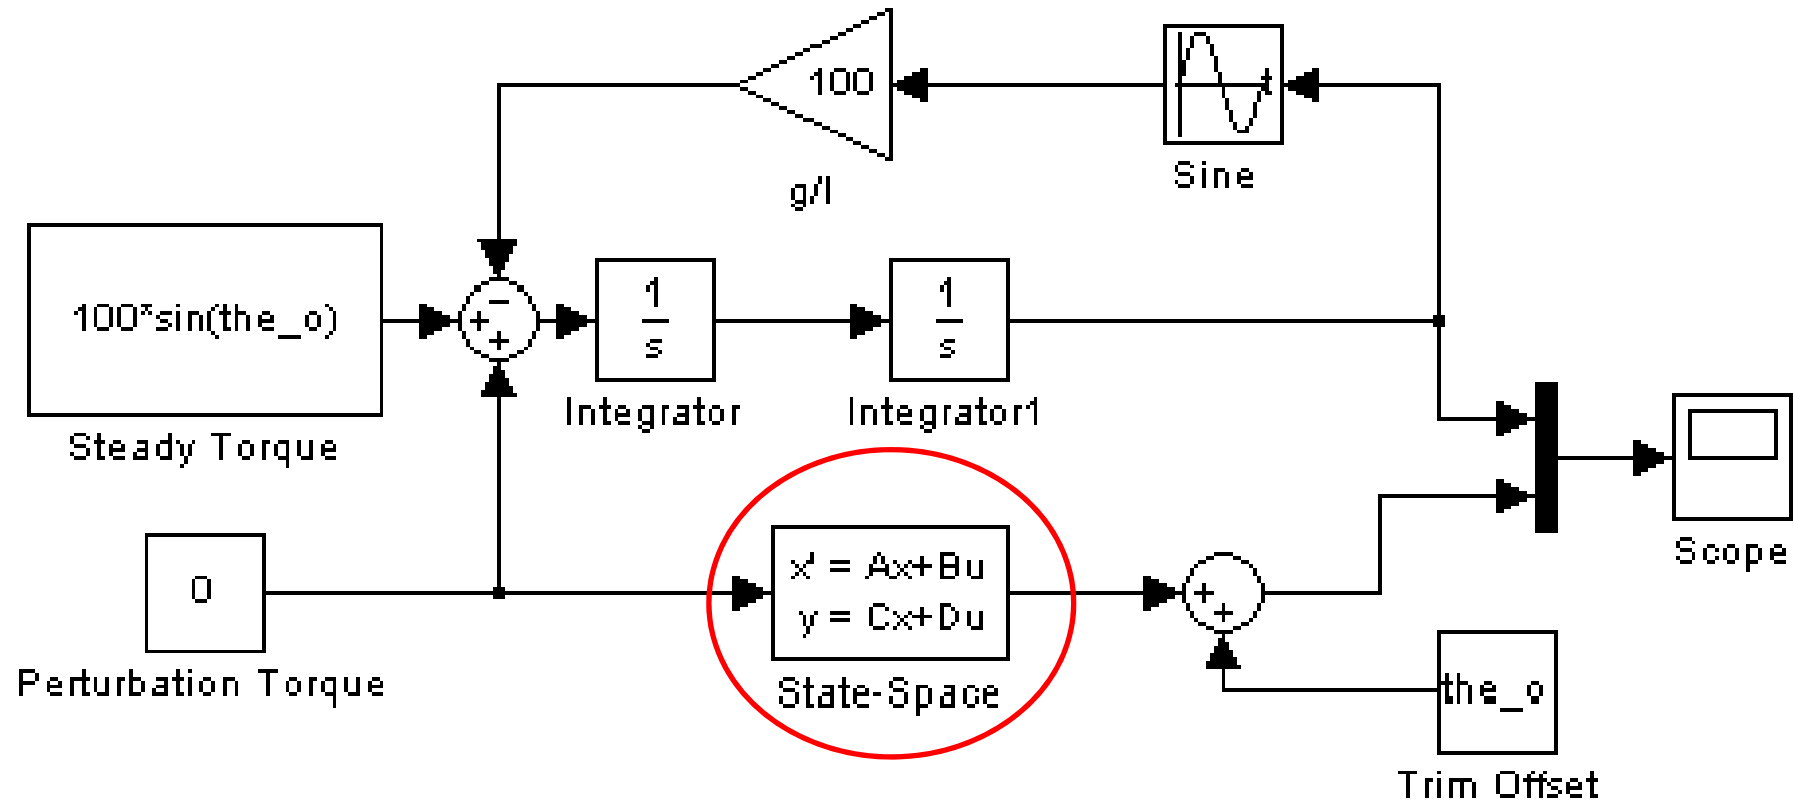 100
t
Sine
g/l
100*sin(the_o)
−
+
+
1
s
1
s
Integrator
Integrator1
Steady Torque
0
x' = Ax+Bu
y = Cx+Du
+
+
Scope
Perturbation Torque
State-Space
the_o
Trim Offset